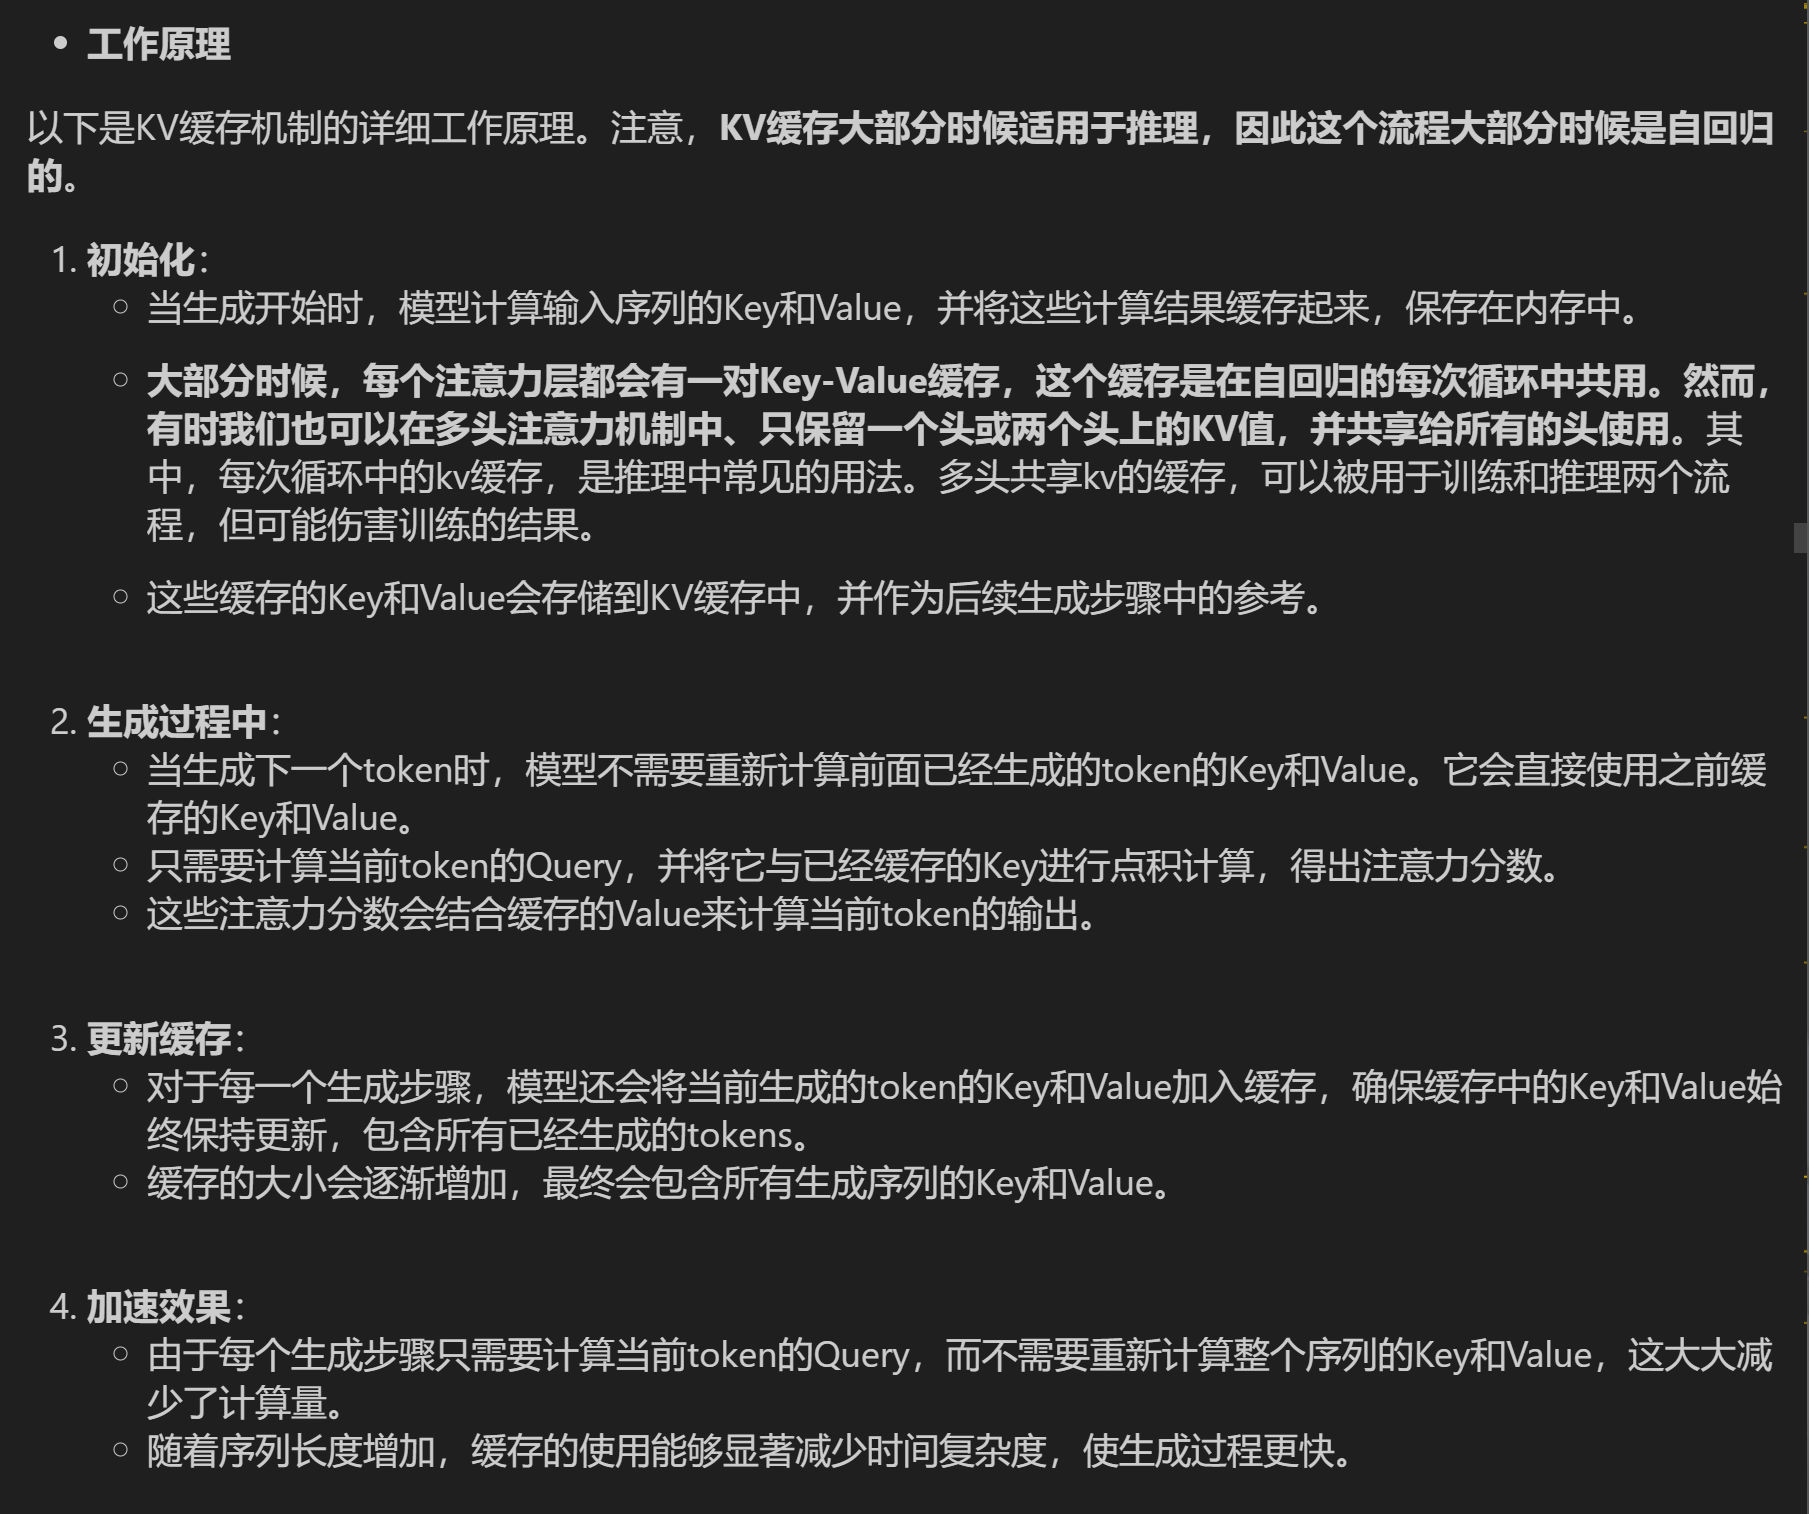 • 工作原理
以下是KV缓存机制的详细工作原理。注意，KV缓存大部分时候适用于推理，因此这个流程大部分时候是自回归
的。
1. 初始化：
○ 当生成开始时，模型计算输入序列的Key和Value，并将这些计算结果缓存起来，保存在内存中。
○ 大部分时候，每个注意力层都会有一对Key-Value缓存，这个缓存是在自回归的每次循环中共用。然而，
有时我们也可以在多头注意力机制中、只保留一个头或两个头上的KV值，并共享给所有的头使用。其
中，每次循环中的kv缓存，是推理中常见的用法。多头共享kv的缓存，可以被用于训练和推理两个流
程，但可能伤害训练的结果。
○ 这些缓存的Key和Value会存储到KV缓存中，并作为后续生成步骤中的参考。
2. 生成过程中：
○ 当生成下一个token时，模型不需要重新计算前面已经生成的token的Key和Value。它会直接使用之前缓
存的Key和Value。
○ 只需要计算当前token的Query，并将它与已经缓存的Key进行点积计算，得出注意力分数。
○ 这些注意力分数会结合缓存的Value来计算当前token的输出。
3. 更新缓存：
○ 对于每一个生成步骤，模型还会将当前生成的token的Key和Value加入缓存，确保缓存中的Key和Value始
终保持更新，包含所有已经生成的tokens。
○ 缓存的大小会逐渐增加，最终会包含所有生成序列的Key和Value。
4. 加速效果：
○ 由于每个生成步骤只需要计算当前token的Query，而不需要重新计算整个序列的Key和Value，这大大减
少了计算量。
○ 随着序列长度增加，缓存的使用能够显著减少时间复杂度，使生成过程更快。